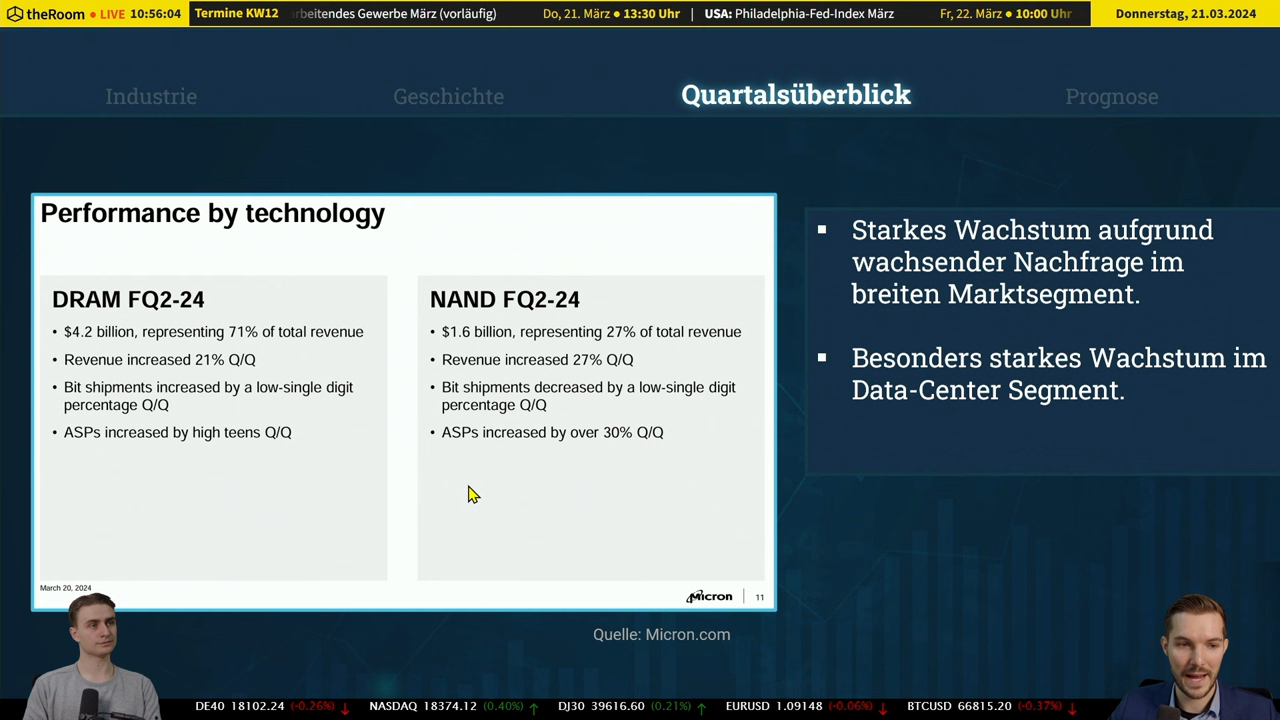 theRoom ● LIVE 10:56:04
Termine KW12
arbeitendes Gewerbe März (vorläufig) Do, 21. März ● 13:30 Uhr | USA: Philadelphia-Fed-Index März Fr, 22. März ● 10:00 Uhr
Donnerstag, 21.03.2024
Industrie Geschichte Quartalsüberblick Prognose
Performance by technology
DRAM FQ2-24
• $4.2 billion, representing 71% of total revenue
• Revenue increased 21% Q/Q
• Bit shipments increased by a low-single digit
percentage Q/Q
• ASPs increased by high teens Q/Q
NAND FQ2-24
• $1.6 billion, representing 27% of total revenue
• Revenue increased 27% Q/Q
• Bit shipments decreased by a low-single digit
percentage Q/Q
• ASPs increased by over 30% Q/Q
March 20, 2024
Micron | 11
▪ Starkes Wachstum aufgrund
wachsender Nachfrage im
breiten Marktsegment.
▪ Besonders starkes Wachstum im
Data-Center Segment.
Quelle: Micron.com
DE40 18102.24 (-0.26%) ↓ NASDAQ 18374.12 (0.40%) ↑ DJ30 39616.60 (0.21%) ↑ EURUSD 1.09148 (-0.06%) ↓ BTCUSD 66815.20 (-0.37%) ↓